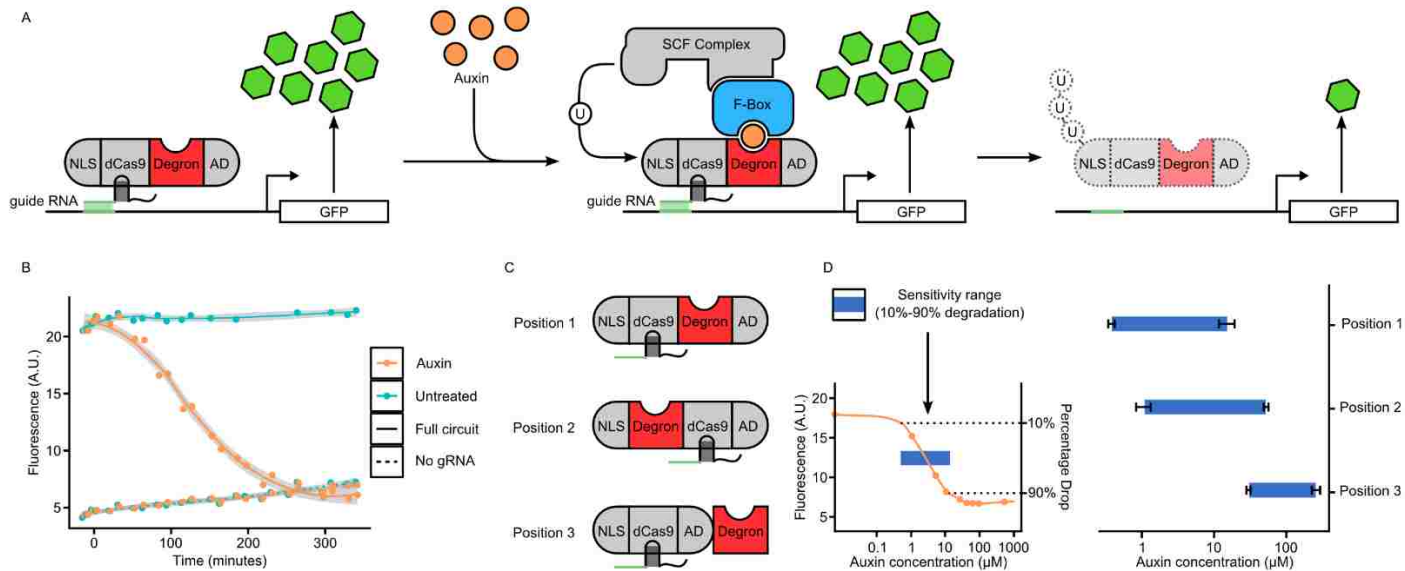 A
Auxin
SCF Complex
U
F-Box
NLS dCas9 Degron AD
guide RNA
GFP
NLS dCas9 Degron AD
guide RNA
GFP
U
U
U
NLS dCas9 Degron AD
GFP
B
Fluorescence (A.U.)
20
15
10
5
0 100 200 300
Time (minutes)
Auxin
Untreated
Full circuit
No gRNA
C
Position 1
NLS dCas9 Degron AD
Position 2
NLS Degron dCas9 AD
Position 3
NLS dCas9 AD Degron
D
Sensitivity range
(10%-90% degradation)
Fluorescence (A.U.)
20
15
10
5
0.1 1 10 100 1000
Auxin concentration (µM)
10%
90%
Percentage Drop
Position 1
Position 2
Position 3
1 10 100
Auxin concentration (µM)